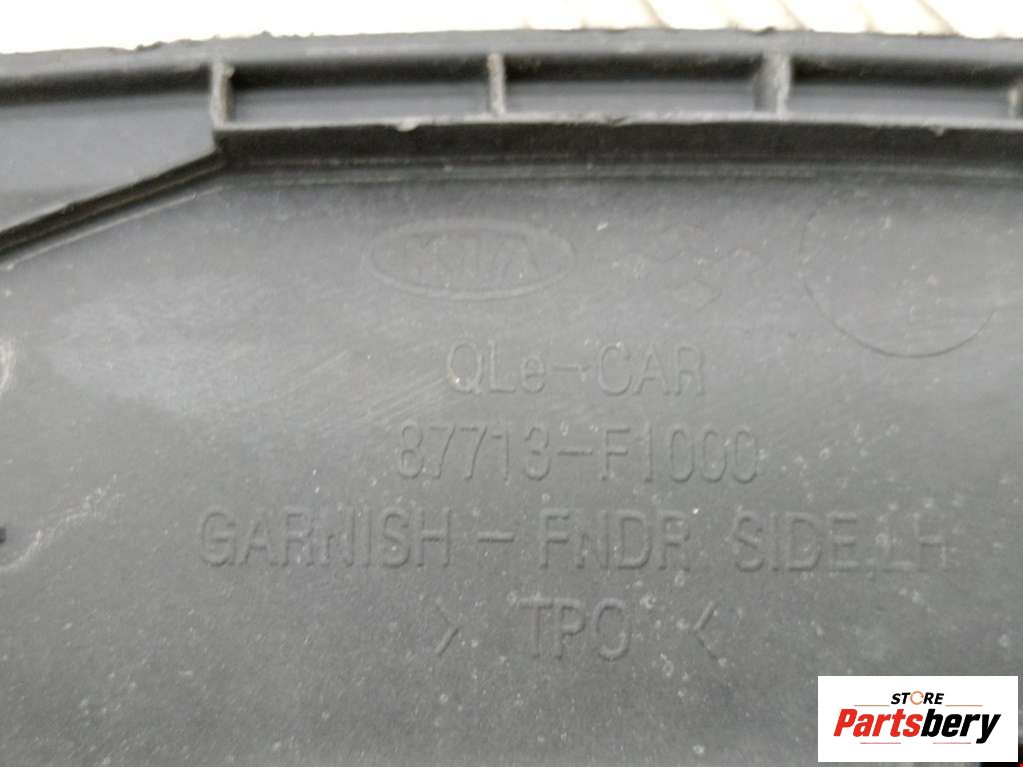 KIA
QLe-CAR
87713-F1000
GARNISH - FNDR SIDE,LH
> TPO <
STORE
Partsbery